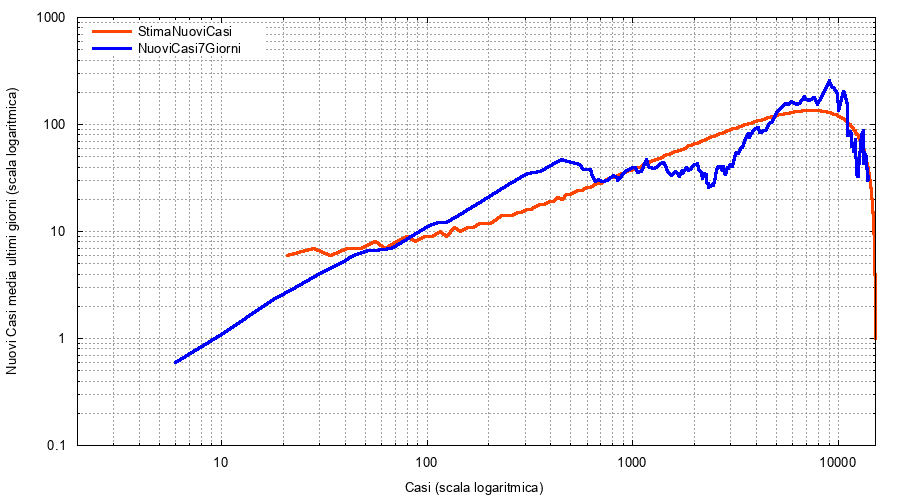 1000
StimaNuoviCasi
NuoviCasi7Giorni
100
10
1
0.1
Nuovi Casi media ultimi giorni (scala logaritmica)
10
100
1000
10000
Casi (scala logaritmica)